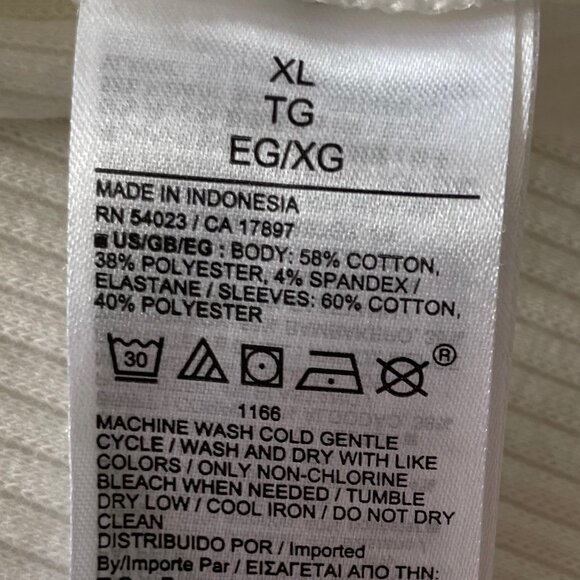 XL
TG
EG/XG
MADE IN INDONESIA
RN 54023 / CA 17897
■ US/GB/EG : BODY: 58% COTTON,
38% POLYESTER, 4% SPANDEX /
ELASTANE / SLEEVES: 60% COTTON,
40% POLYESTER
30 ®
1166
MACHINE WASH COLD GENTLE
CYCLE / WASH AND DRY WITH LIKE
COLORS / ONLY NON-CHLORINE
BLEACH WHEN NEEDED / TUMBLE
DRY LOW / COOL IRON / DO NOT DRY
CLEAN
DISTRIBUIDO POR / Imported
By/Importe Par / ΕΙΣΑΓΕΤΑΙ ΑΠΟ ΤΗΝ: